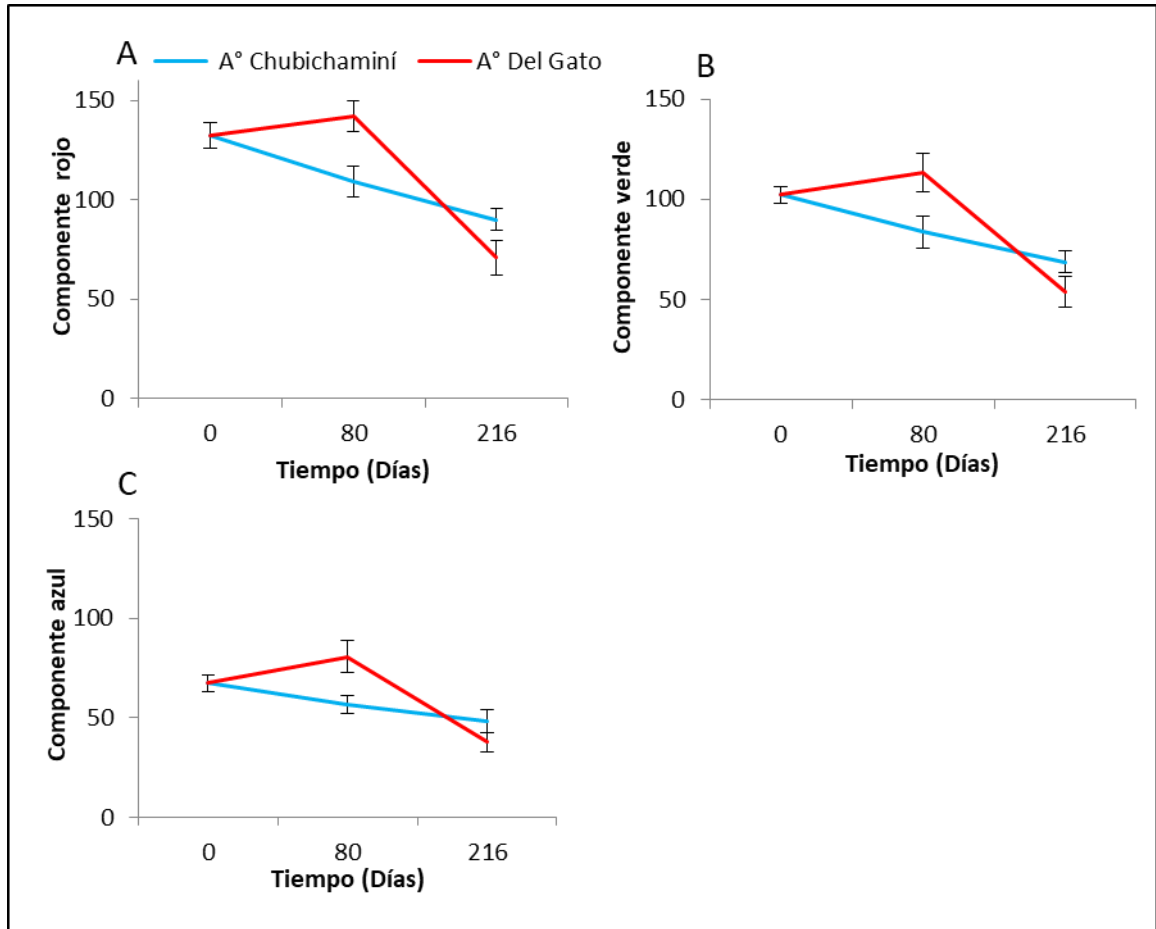 A
A° Chubichaminí A° Del Gato
150
100
50
0
Componente rojo
0 80 216
Tiempo (Días)
B
150
100
50
0
Componente verde
0 80 216
Tiempo (Días)
C
150
100
50
0
Componente azul
0 80 216
Tiempo (Días)